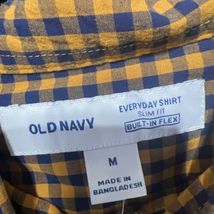 OLD NAVY
EVERYDAY SHIRT
SLIM FIT
BUILT-IN FLEX
M
MADE IN
BANGLADESH